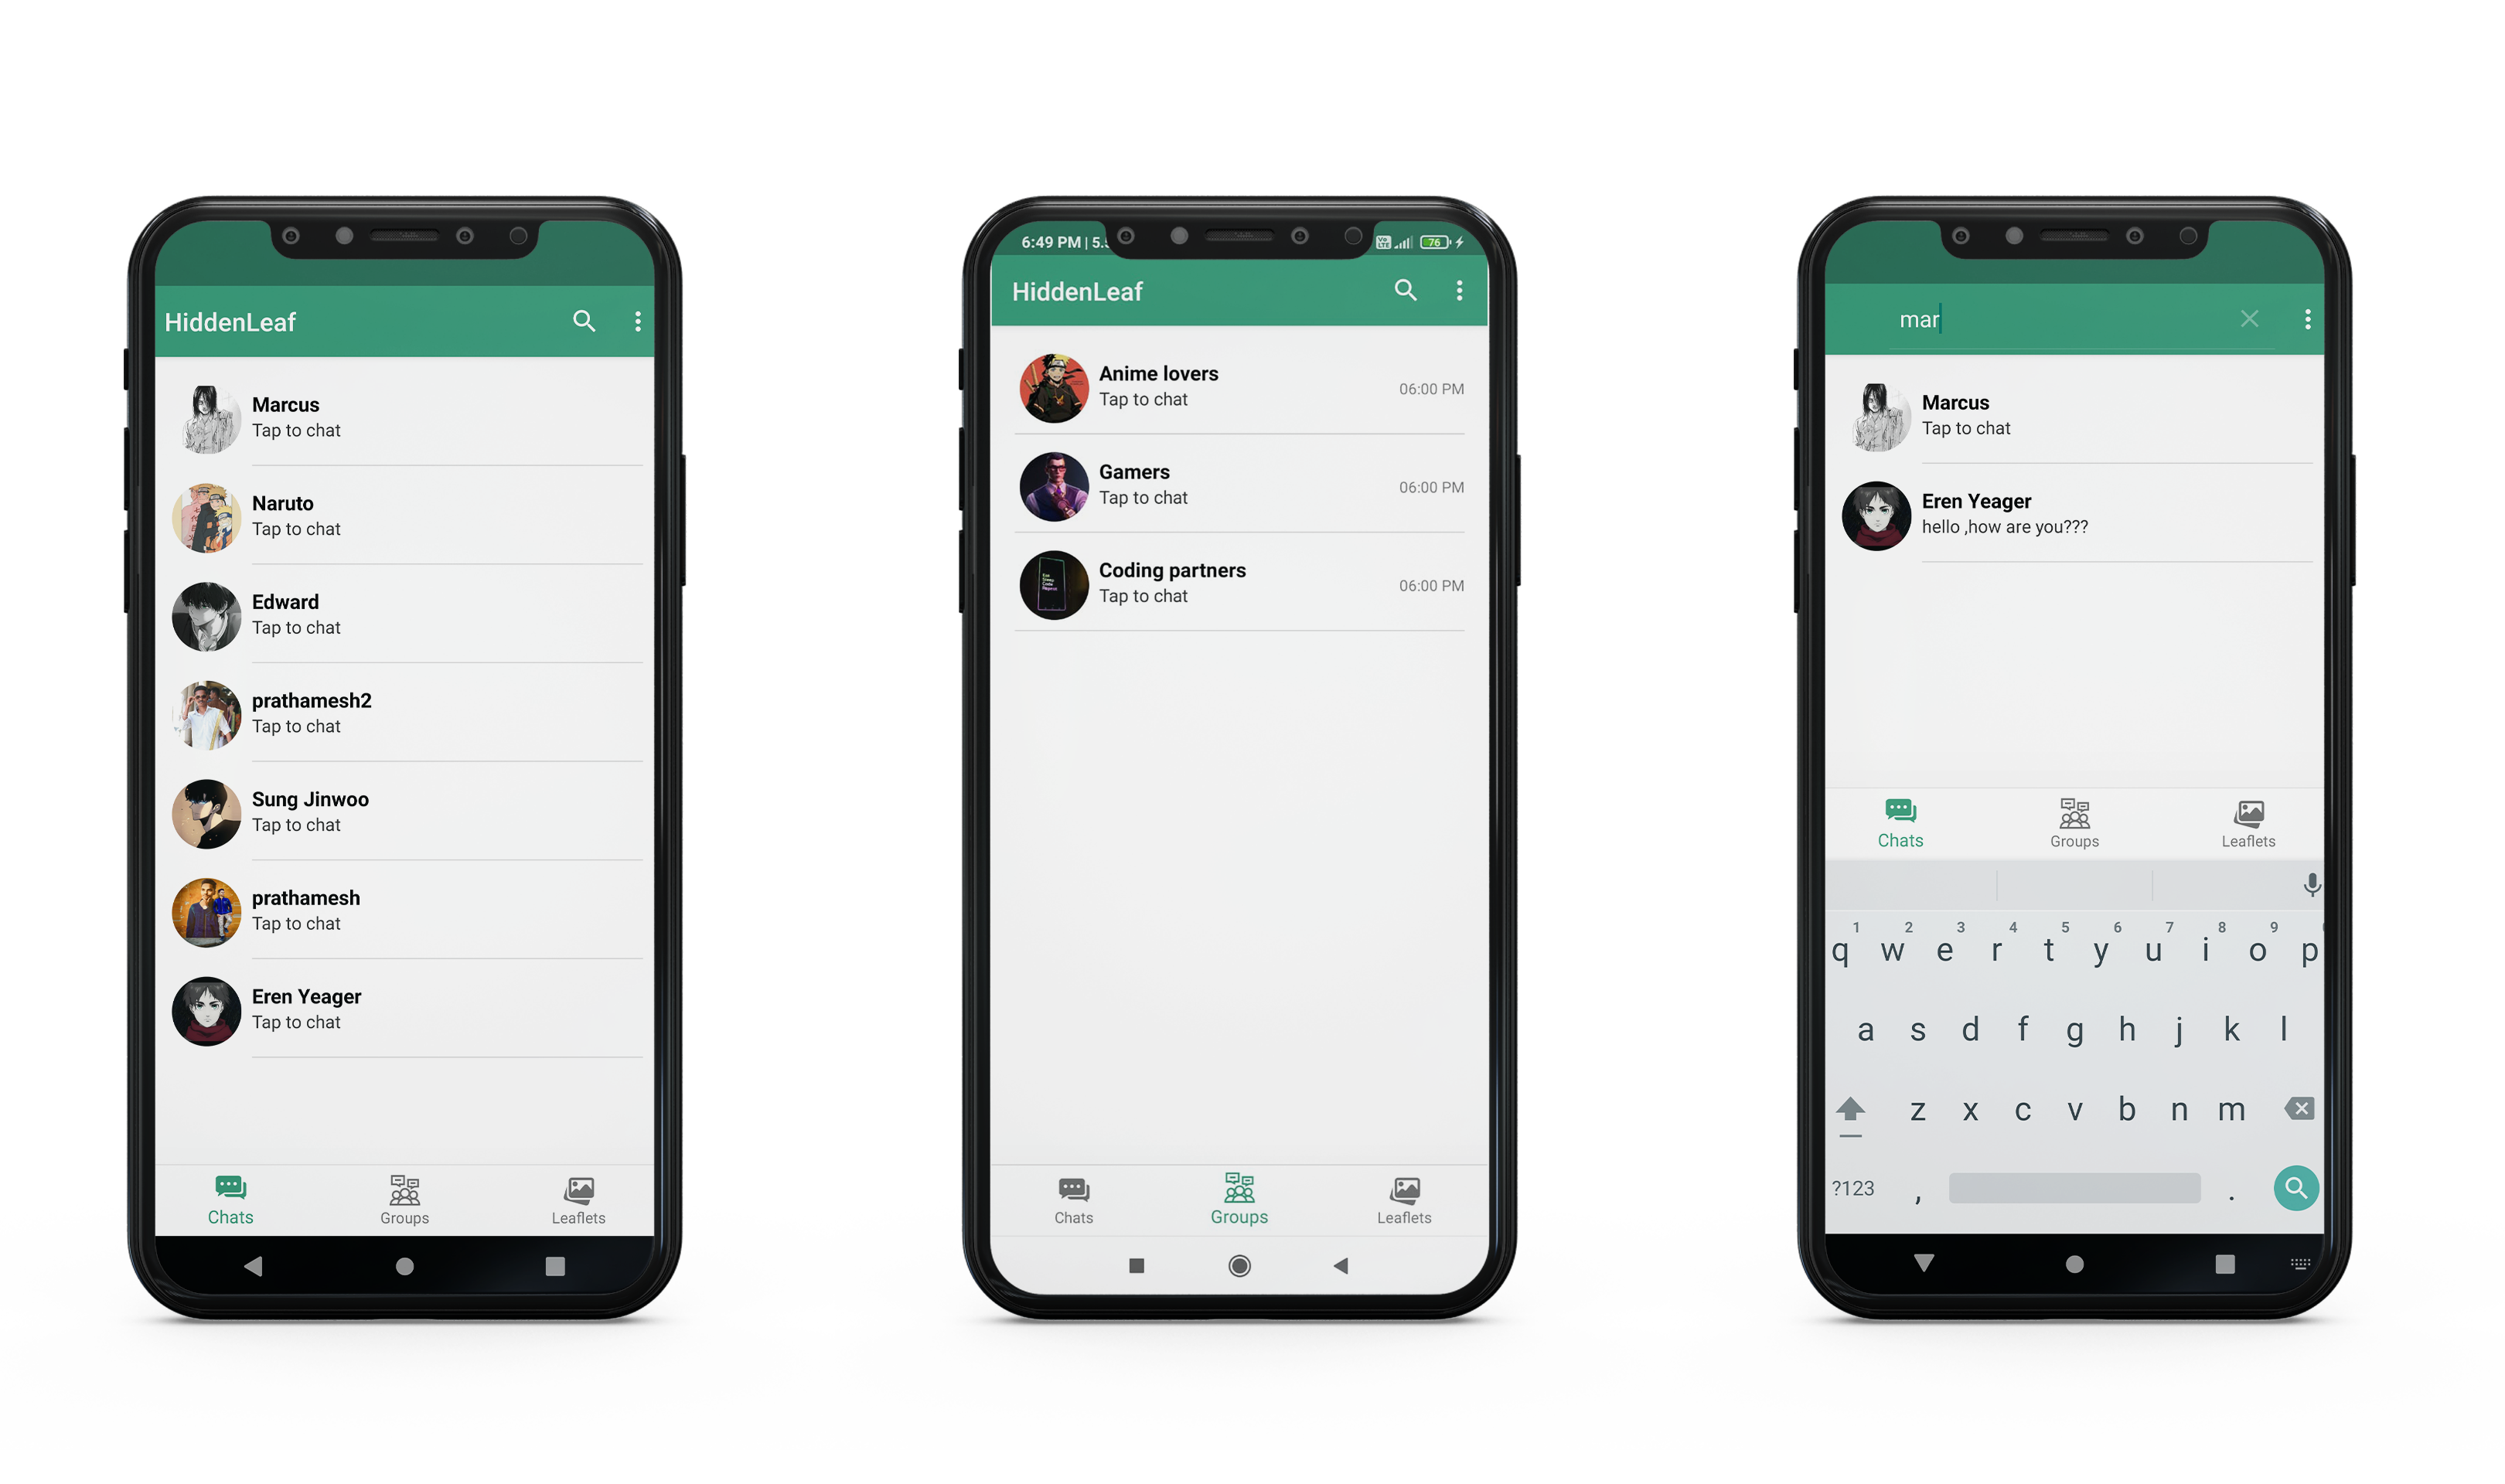 HiddenLeaf
Marcus
Tap to chat
Naruto
Tap to chat
Edward
Tap to chat
prathamesh2
Tap to chat
Sung Jinwoo
Tap to chat
prathamesh
Tap to chat
Eren Yeager
Tap to chat
Chats Groups Leaflets
6:49 PM | 5. Vo LTE 76
HiddenLeaf
Anime lovers
Tap to chat
06:00 PM
Gamers
Tap to chat
06:00 PM
Coding partners
Tap to chat
06:00 PM
Chats Groups Leaflets
mar
Marcus
Tap to chat
Eren Yeager
hello ,how are you???
Chats Groups Leaflets
1 2 3 4 5 6 7 8 9
q w e r t y u i o p
a s d f g h j k l
z x c v b n m
?123 , .